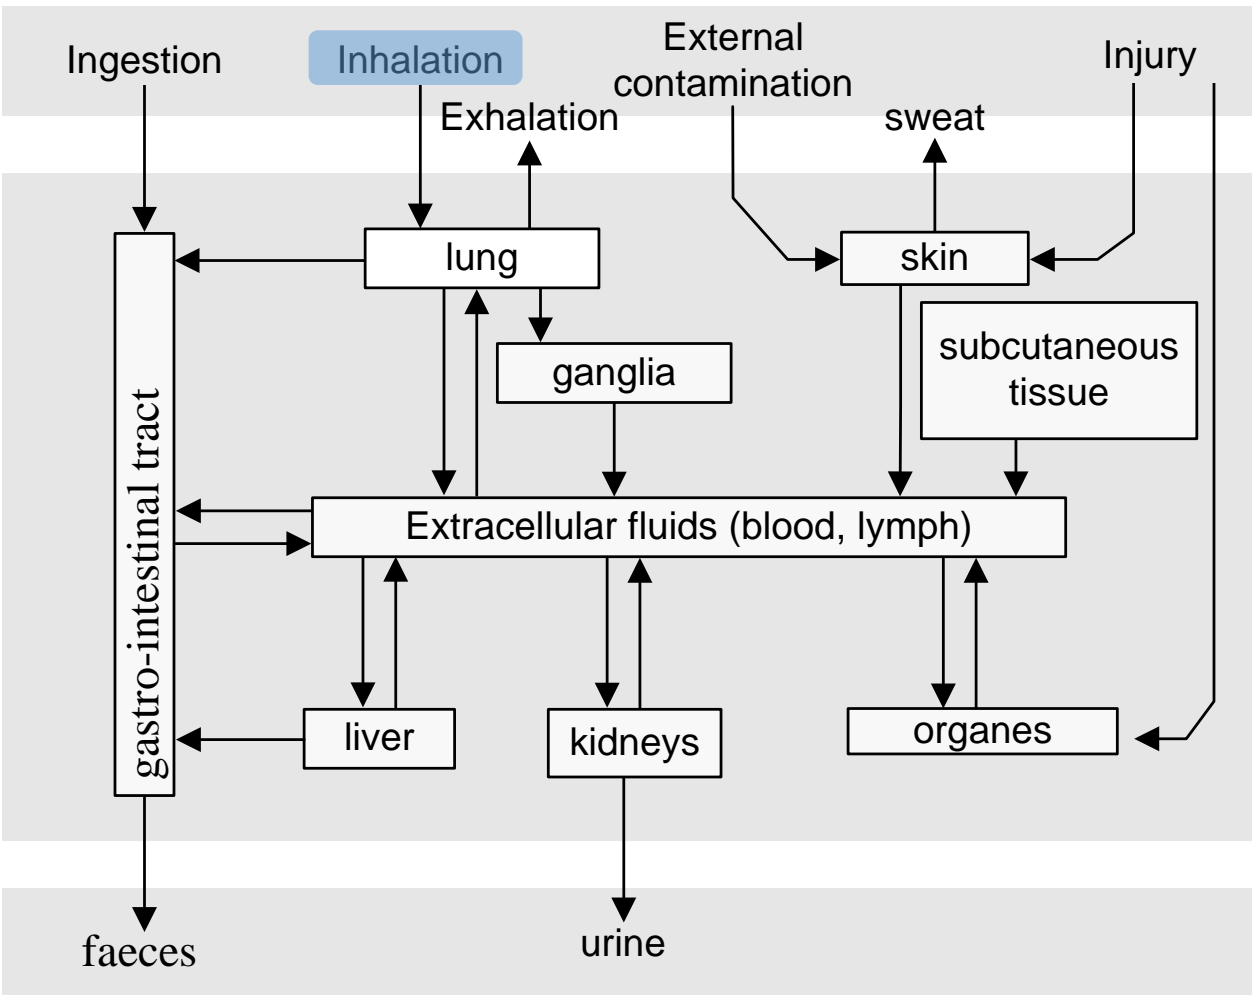 Ingestion
Inhalation
External
contamination
Injury
Exhalation
sweat
lung
skin
subcutaneous
tissue
ganglia
gastro-intestinal tract
Extracellular fluids (blood, lymph)
liver
kidneys
organes
faeces
urine